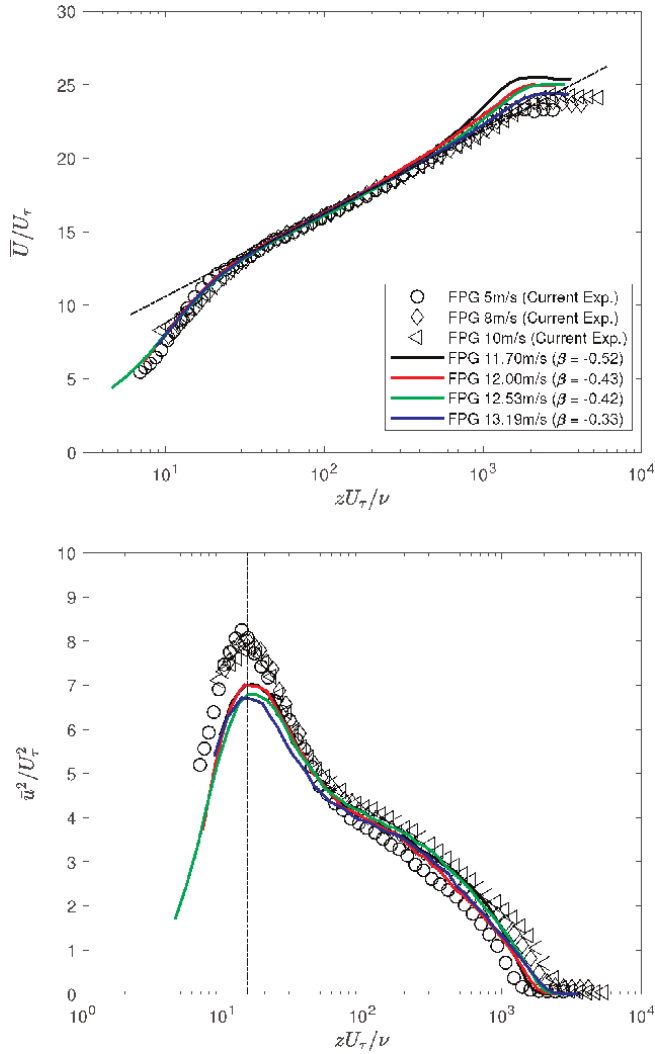 30
25
20
15
10
5
0
U̅/U_τ
10^1
10^2
10^3
10^4
zU_τ/ν
FPG 5m/s (Current Exp.)
FPG 8m/s (Current Exp.)
FPG 10m/s (Current Exp.)
FPG 11.70m/s (β = -0.52)
FPG 12.00m/s (β = -0.43)
FPG 12.53m/s (β = -0.42)
FPG 13.19m/s (β = -0.33)
10
9
8
7
6
5
4
3
2
1
0
u̅^2/U_τ^2
10^0
10^1
10^2
10^3
10^4
zU_τ/ν